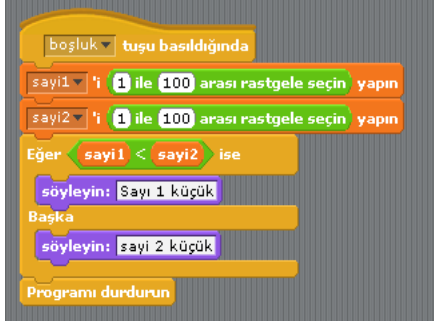 boşluk tuşu basıldığında
sayi1 'i 1 ile 100 arası rastgele seçin yapın
sayi2 'i 1 ile 100 arası rastgele seçin yapın
Eğer sayi1 < sayi2 ise
söyleyin: Sayı 1 küçük
Başka
söyleyin: sayi 2 küçük
Programı durdurun